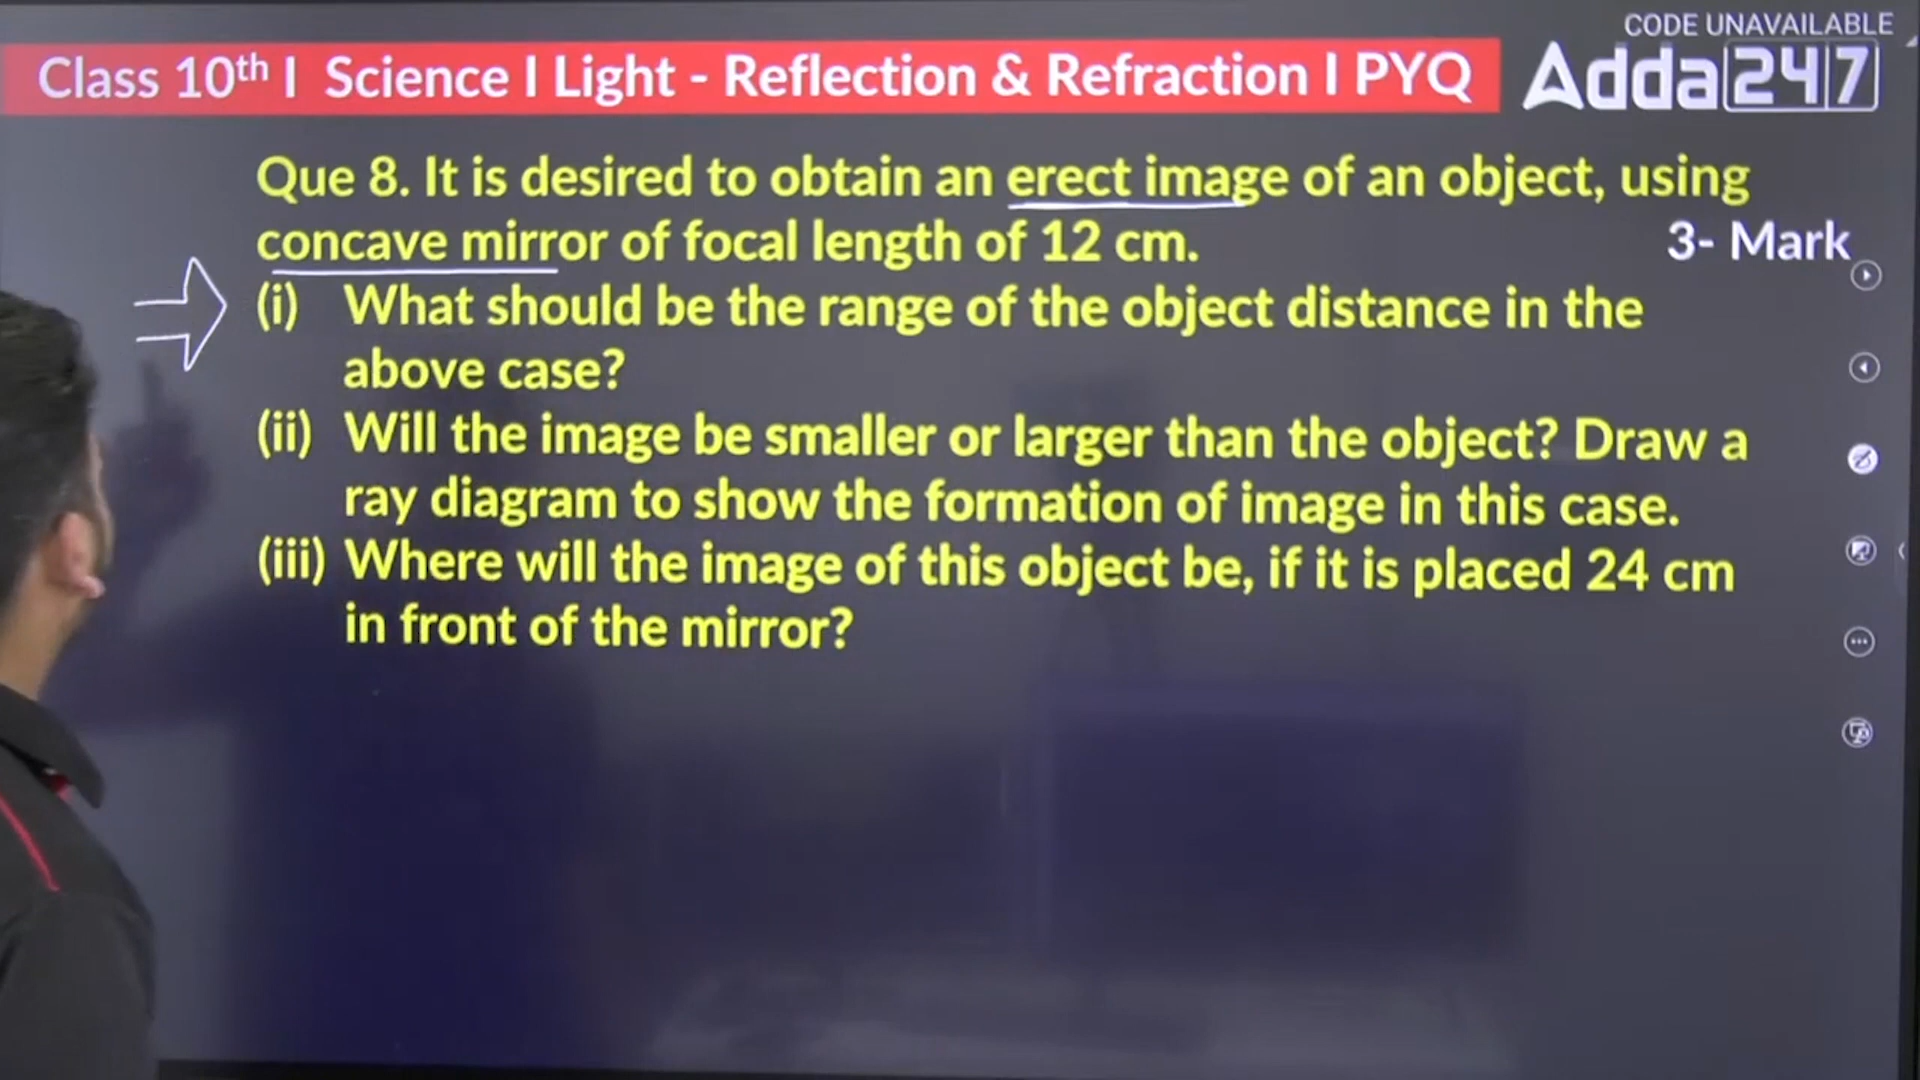 CODE UNAVAILABLE
Class 10th I Science I Light - Reflection & Refraction I PYQ
Adda247
Que 8. It is desired to obtain an erect image of an object, using
concave mirror of focal length of 12 cm.
3- Mark
(i) What should be the range of the object distance in the
above case?
(ii) Will the image be smaller or larger than the object? Draw a
ray diagram to show the formation of image in this case.
(iii) Where will the image of this object be, if it is placed 24 cm
in front of the mirror?